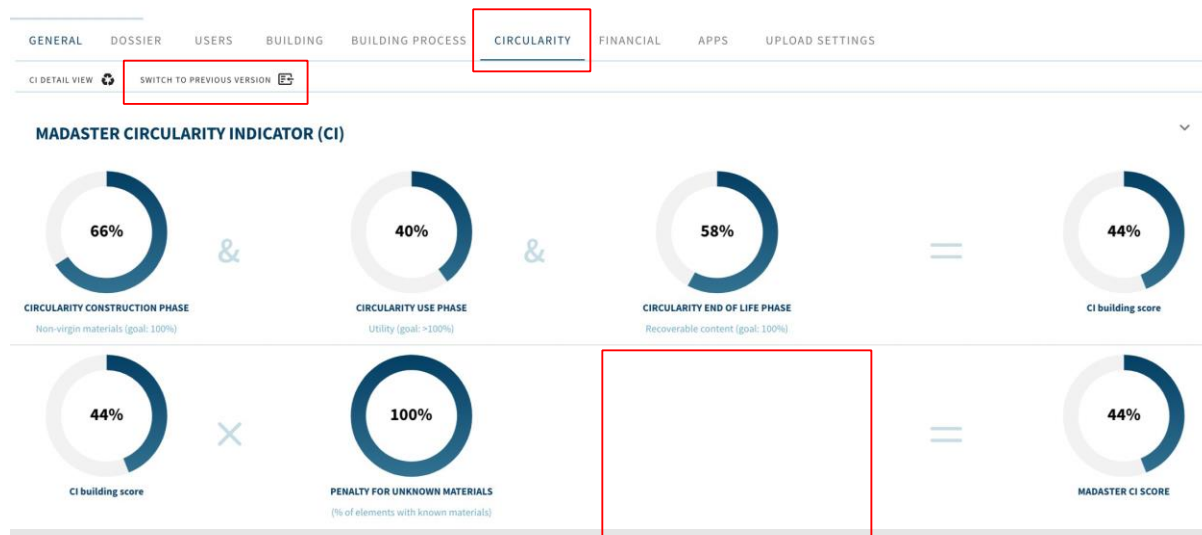 GENERAL DOSSIER USERS BUILDING BUILDING PROCESS CIRCULARITY FINANCIAL APPS UPLOAD SETTINGS
CI DETAIL VIEW SWITCH TO PREVIOUS VERSION
MADASTER CIRCULARITY INDICATOR (CI)
66% & 40% & 58% = 44%
CIRCULARITY CONSTRUCTION PHASE CIRCULARITY USE PHASE CIRCULARITY END OF LIFE PHASE CI building score
Non-virgin materials (goal: 100%) Utility (goal: >100%) Recoverable content (goal: 100%)
44% × 100% = 44%
CI building score PENALTY FOR UNKNOWN MATERIALS MADASTER CI SCORE
(% of elements with known materials)